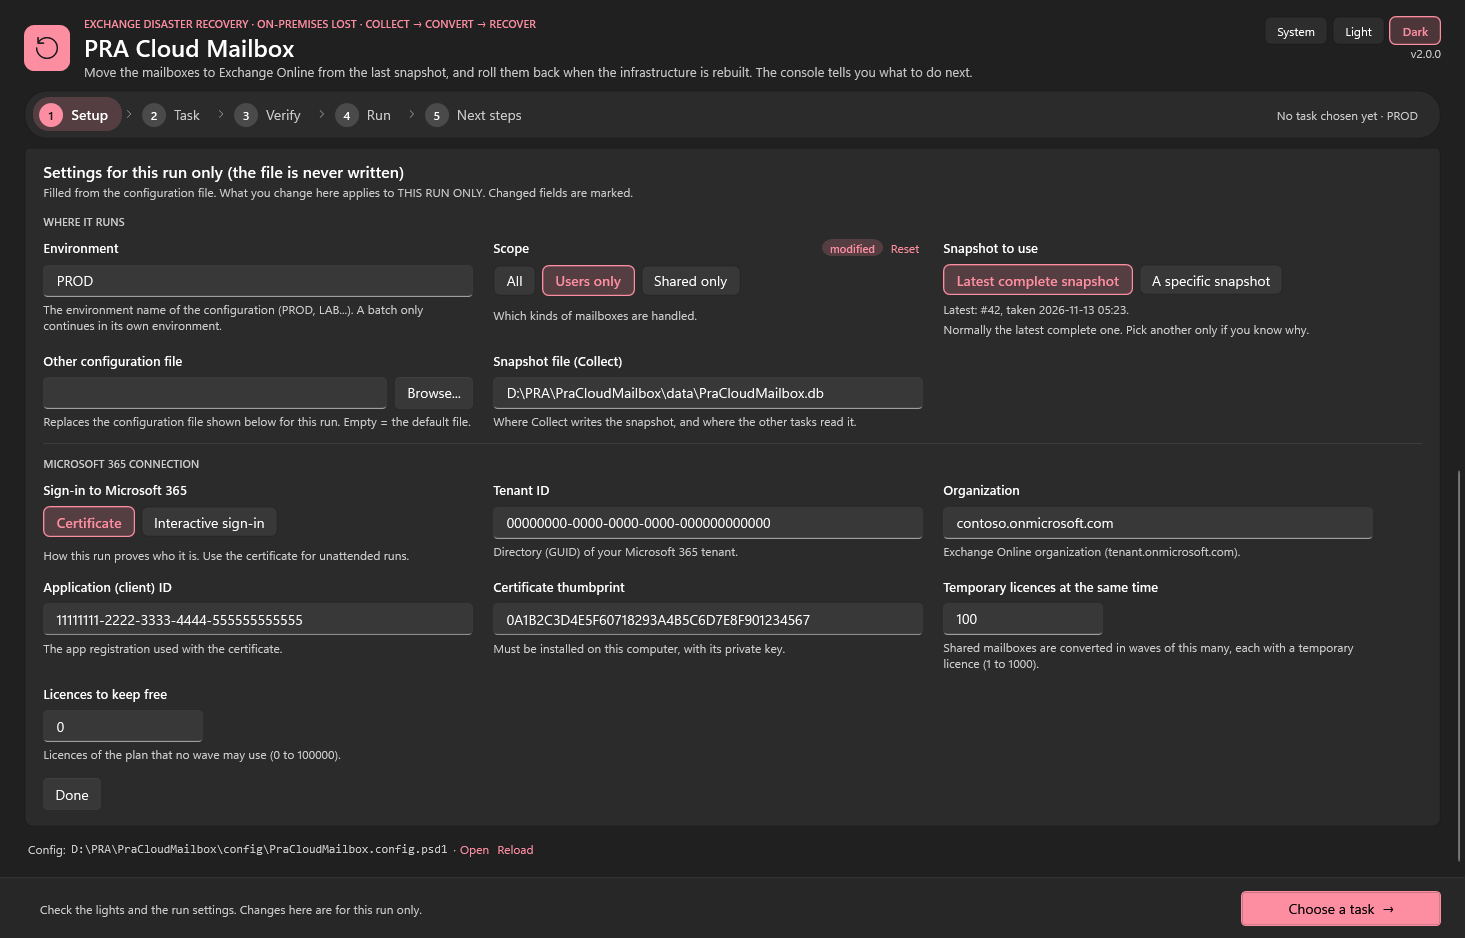 EXCHANGE DISASTER RECOVERY · ON-PREMISES LOST · COLLECT → CONVERT → RECOVER
PRA Cloud Mailbox
Move the mailboxes to Exchange Online from the last snapshot, and roll them back when the infrastructure is rebuilt. The console tells you what to do next.
System Light Dark
v2.0.0
1 Setup > 2 Task > 3 Verify > 4 Run > 5 Next steps
No task chosen yet · PROD
Settings for this run only (the file is never written)
Filled from the configuration file. What you change here applies to THIS RUN ONLY. Changed fields are marked.
WHERE IT RUNS
Environment
PROD
The environment name of the configuration (PROD, LAB...). A batch only
continues in its own environment.
Scope modified Reset
All Users only Shared only
Which kinds of mailboxes are handled.
Snapshot to use
Latest complete snapshot A specific snapshot
Latest: #42, taken 2026-11-13 05:23.
Normally the latest complete one. Pick another only if you know why.
Other configuration file
Browse...
Replaces the configuration file shown below for this run. Empty = the default file.
Snapshot file (Collect)
D:\PRA\PraCloudMailbox\data\PraCloudMailbox.db
Where Collect writes the snapshot, and where the other tasks read it.
MICROSOFT 365 CONNECTION
Sign-in to Microsoft 365
Certificate Interactive sign-in
How this run proves who it is. Use the certificate for unattended runs.
Tenant ID
00000000-0000-0000-0000-000000000000
Directory (GUID) of your Microsoft 365 tenant.
Organization
contoso.onmicrosoft.com
Exchange Online organization (tenant.onmicrosoft.com).
Application (client) ID
11111111-2222-3333-4444-555555555555
The app registration used with the certificate.
Certificate thumbprint
0A1B2C3D4E5F60718293A4B5C6D7E8F901234567
Must be installed on this computer, with its private key.
Temporary licences at the same time
100
Shared mailboxes are converted in waves of this many, each with a temporary
licence (1 to 1000).
Licences to keep free
0
Licences of the plan that no wave may use (0 to 100000).
Done
Config: D:\PRA\PraCloudMailbox\config\PraCloudMailbox.config.psd1 · Open Reload
Check the lights and the run settings. Changes here are for this run only.
Choose a task →